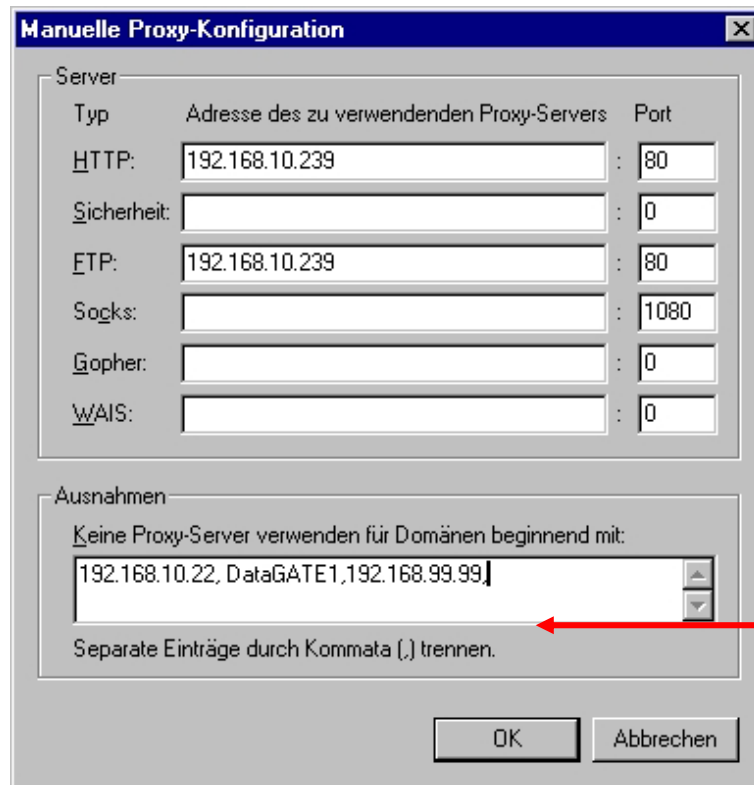 Manuelle Proxy-Konfiguration
Server
Typ Adresse des zu verwendenden Proxy-Servers Port
HTTP: 192.168.10.239 : 80
Sicherheit: : 0
FTP: 192.168.10.239 : 80
Socks: : 1080
Gopher: : 0
WAIS: : 0
Ausnahmen
Keine Proxy-Server verwenden für Domänen beginnend mit:
192.168.10.22, DataGATE1,192.168.99.99,
Separate Einträge durch Kommata (,) trennen.
OK Abbrechen